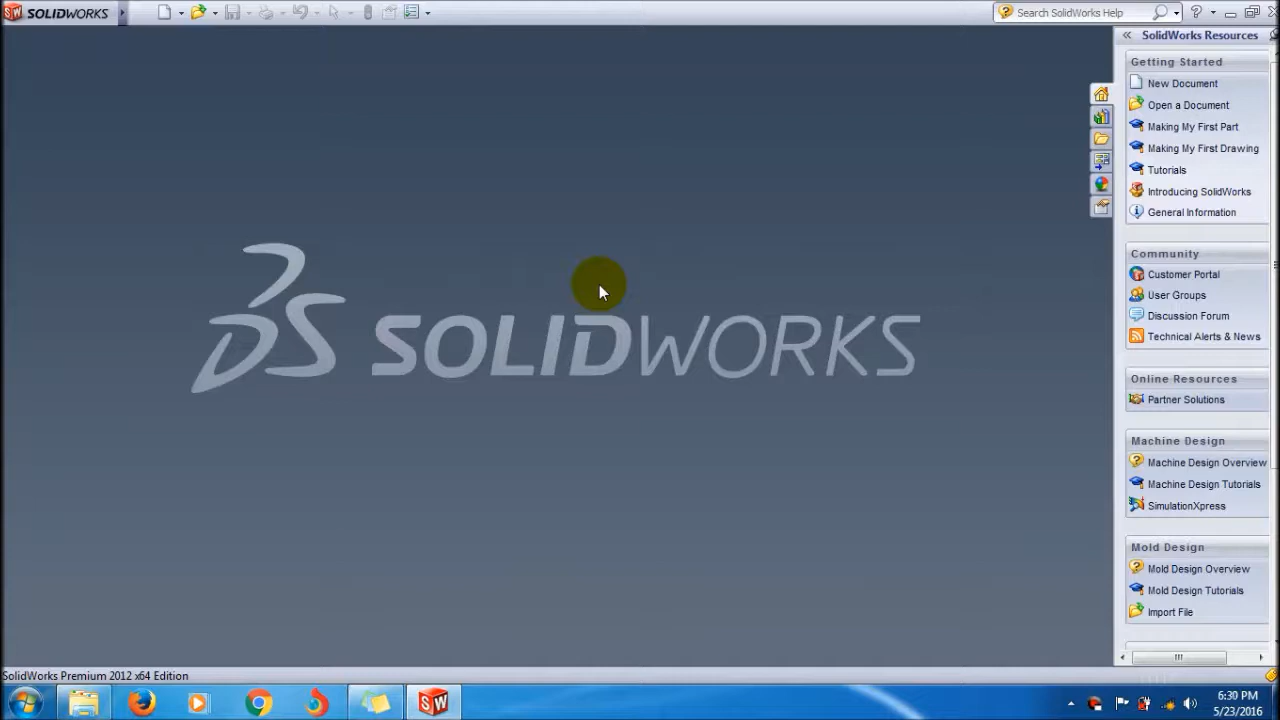 SOLIDWORKS
Search SolidWorks Help
SolidWorks Resources
Getting Started
New Document
Open a Document
Making My First Part
Making My First Drawing
Tutorials
Introducing SolidWorks
General Information
Community
Customer Portal
User Groups
Discussion Forum
Technical Alerts & News
Online Resources
Partner Solutions
Machine Design
Machine Design Overview
Machine Design Tutorials
SimulationXpress
Mold Design
Mold Design Overview
Mold Design Tutorials
Import File
SOLIDWORKS
SolidWorks Premium 2012 x64 Edition
6:30 PM
5/23/2016